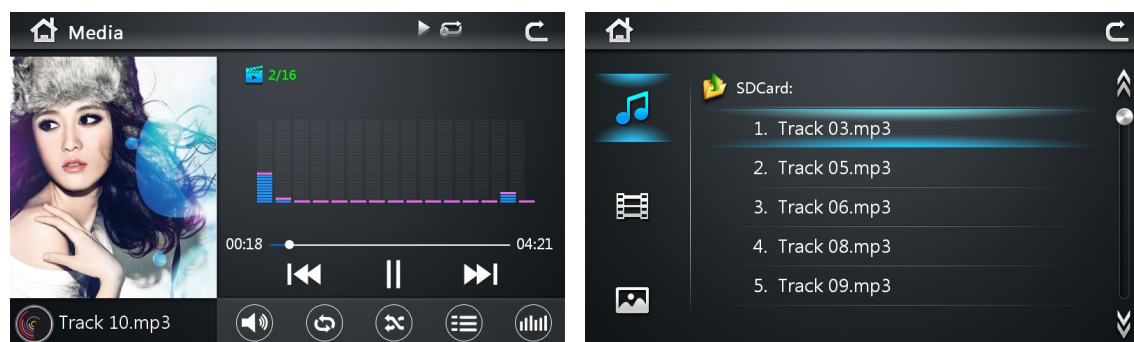 Media
2/16
00:18
04:21
Track 10.mp3
SDCard:
1. Track 03.mp3
2. Track 05.mp3
3. Track 06.mp3
4. Track 08.mp3
5. Track 09.mp3